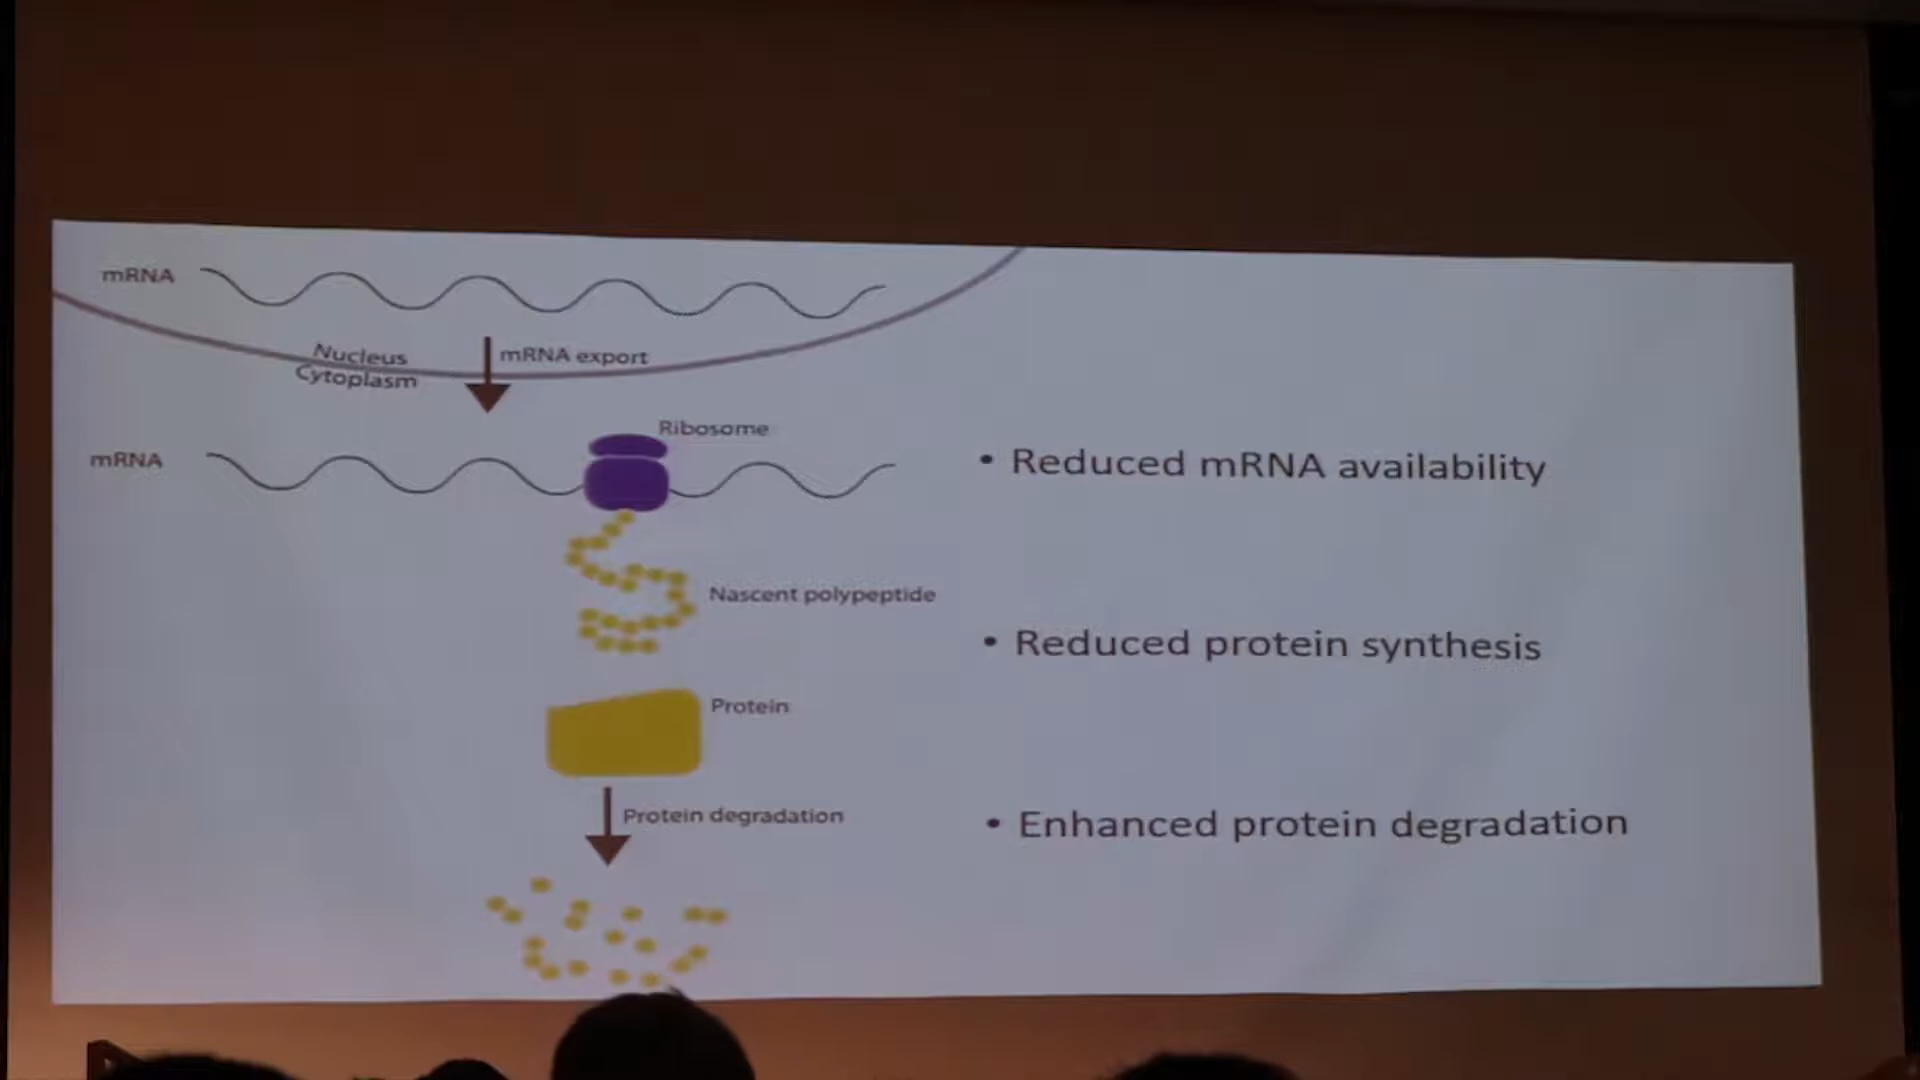 mRNA
Nucleus
Cytoplasm
mRNA export
Ribosome
mRNA
Nascent polypeptide
Protein
Protein degradation
• Reduced mRNA availability
• Reduced protein synthesis
• Enhanced protein degradation